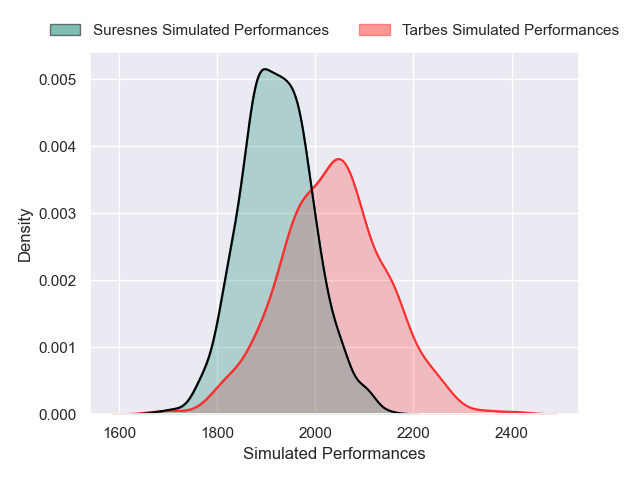 Suresnes Simulated Performances Tarbes Simulated Performances
0.005
0.004
0.003
0.002
0.001
0.000
Density
1600 1800 2000 2200 2400
Simulated Performances